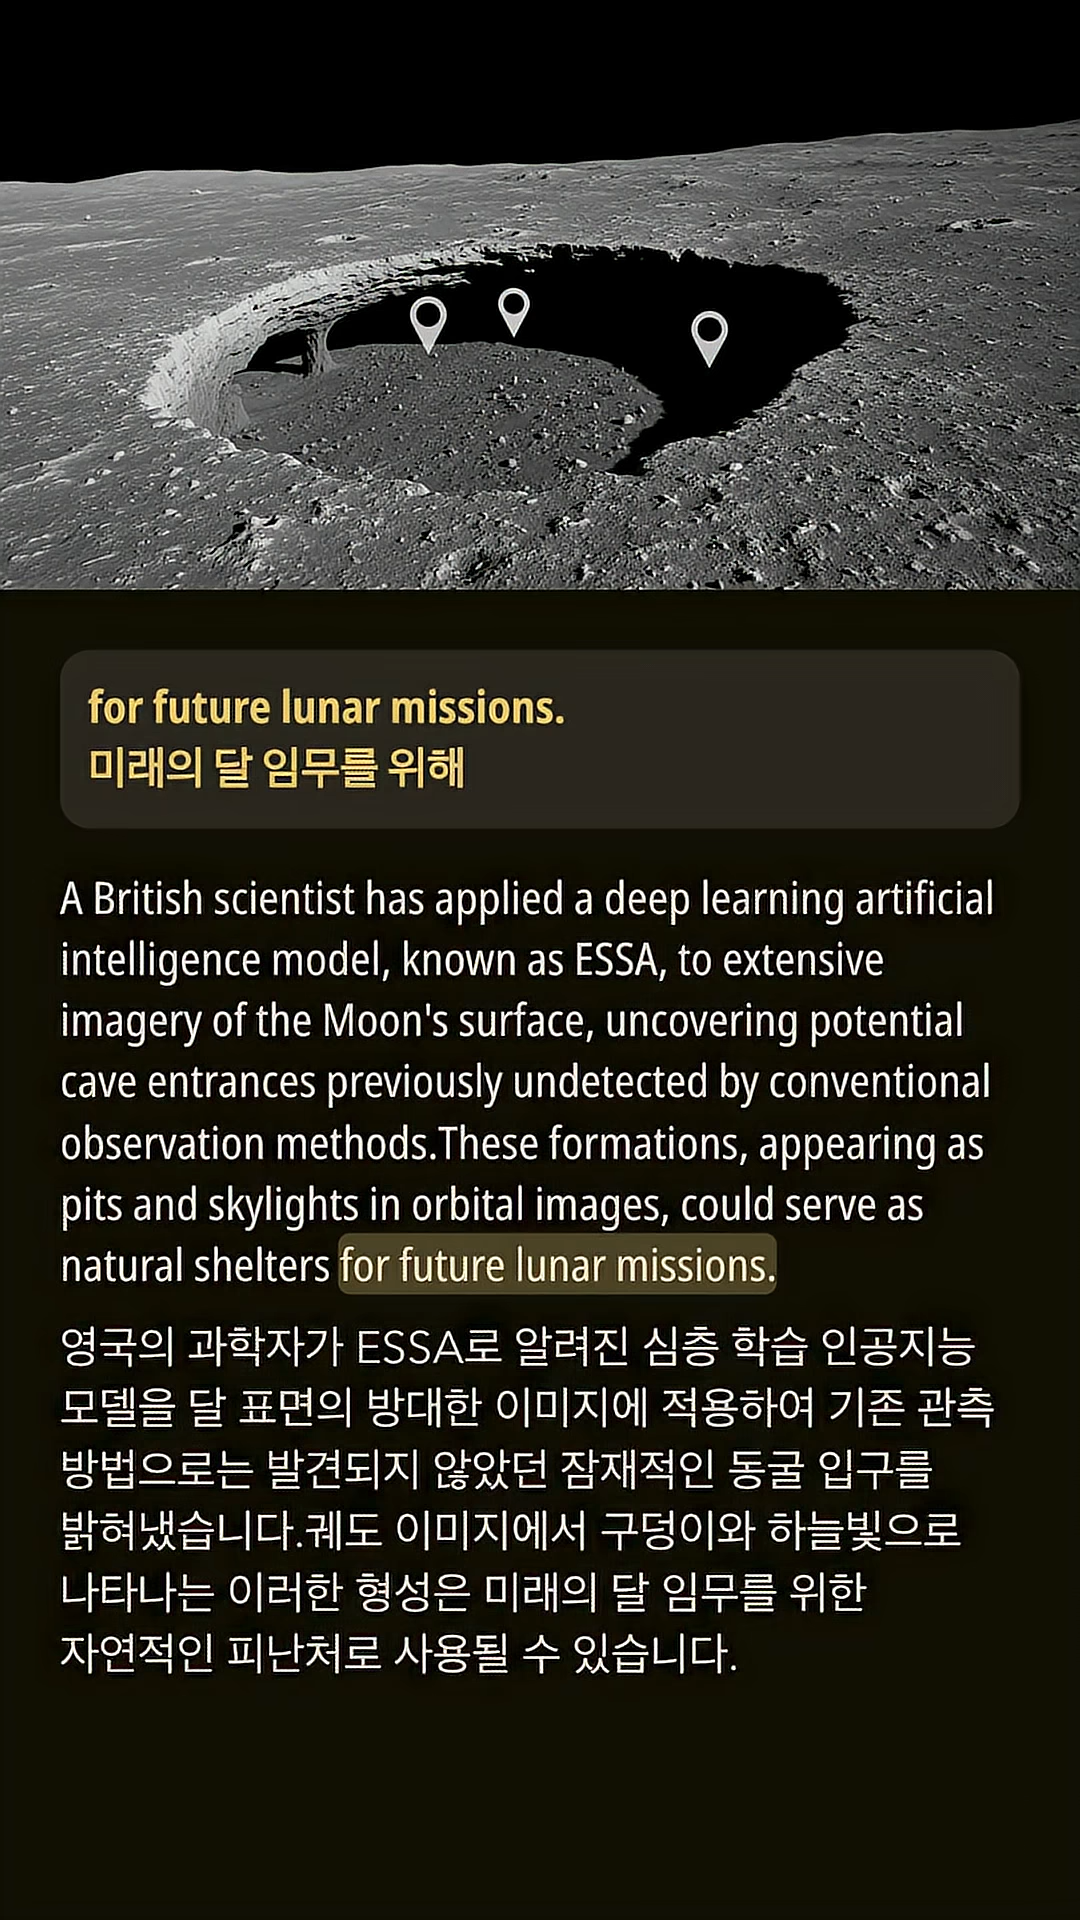 for future lunar missions.
미래의 달 임무를 위해
A British scientist has applied a deep learning artificial
intelligence model, known as ESSA, to extensive
imagery of the Moon's surface, uncovering potential
cave entrances previously undetected by conventional
observation methods.These formations, appearing as
pits and skylights in orbital images, could serve as
natural shelters for future lunar missions.
영국의 과학자가 ESSA로 알려진 심층 학습 인공지능
모델을 달 표면의 방대한 이미지에 적용하여 기존 관측
방법으로는 발견되지 않았던 잠재적인 동굴 입구를
밝혀냈습니다.궤도 이미지에서 구덩이와 하늘빛으로
나타나는 이러한 형성은 미래의 달 임무를 위한
자연적인 피난처로 사용될 수 있습니다.